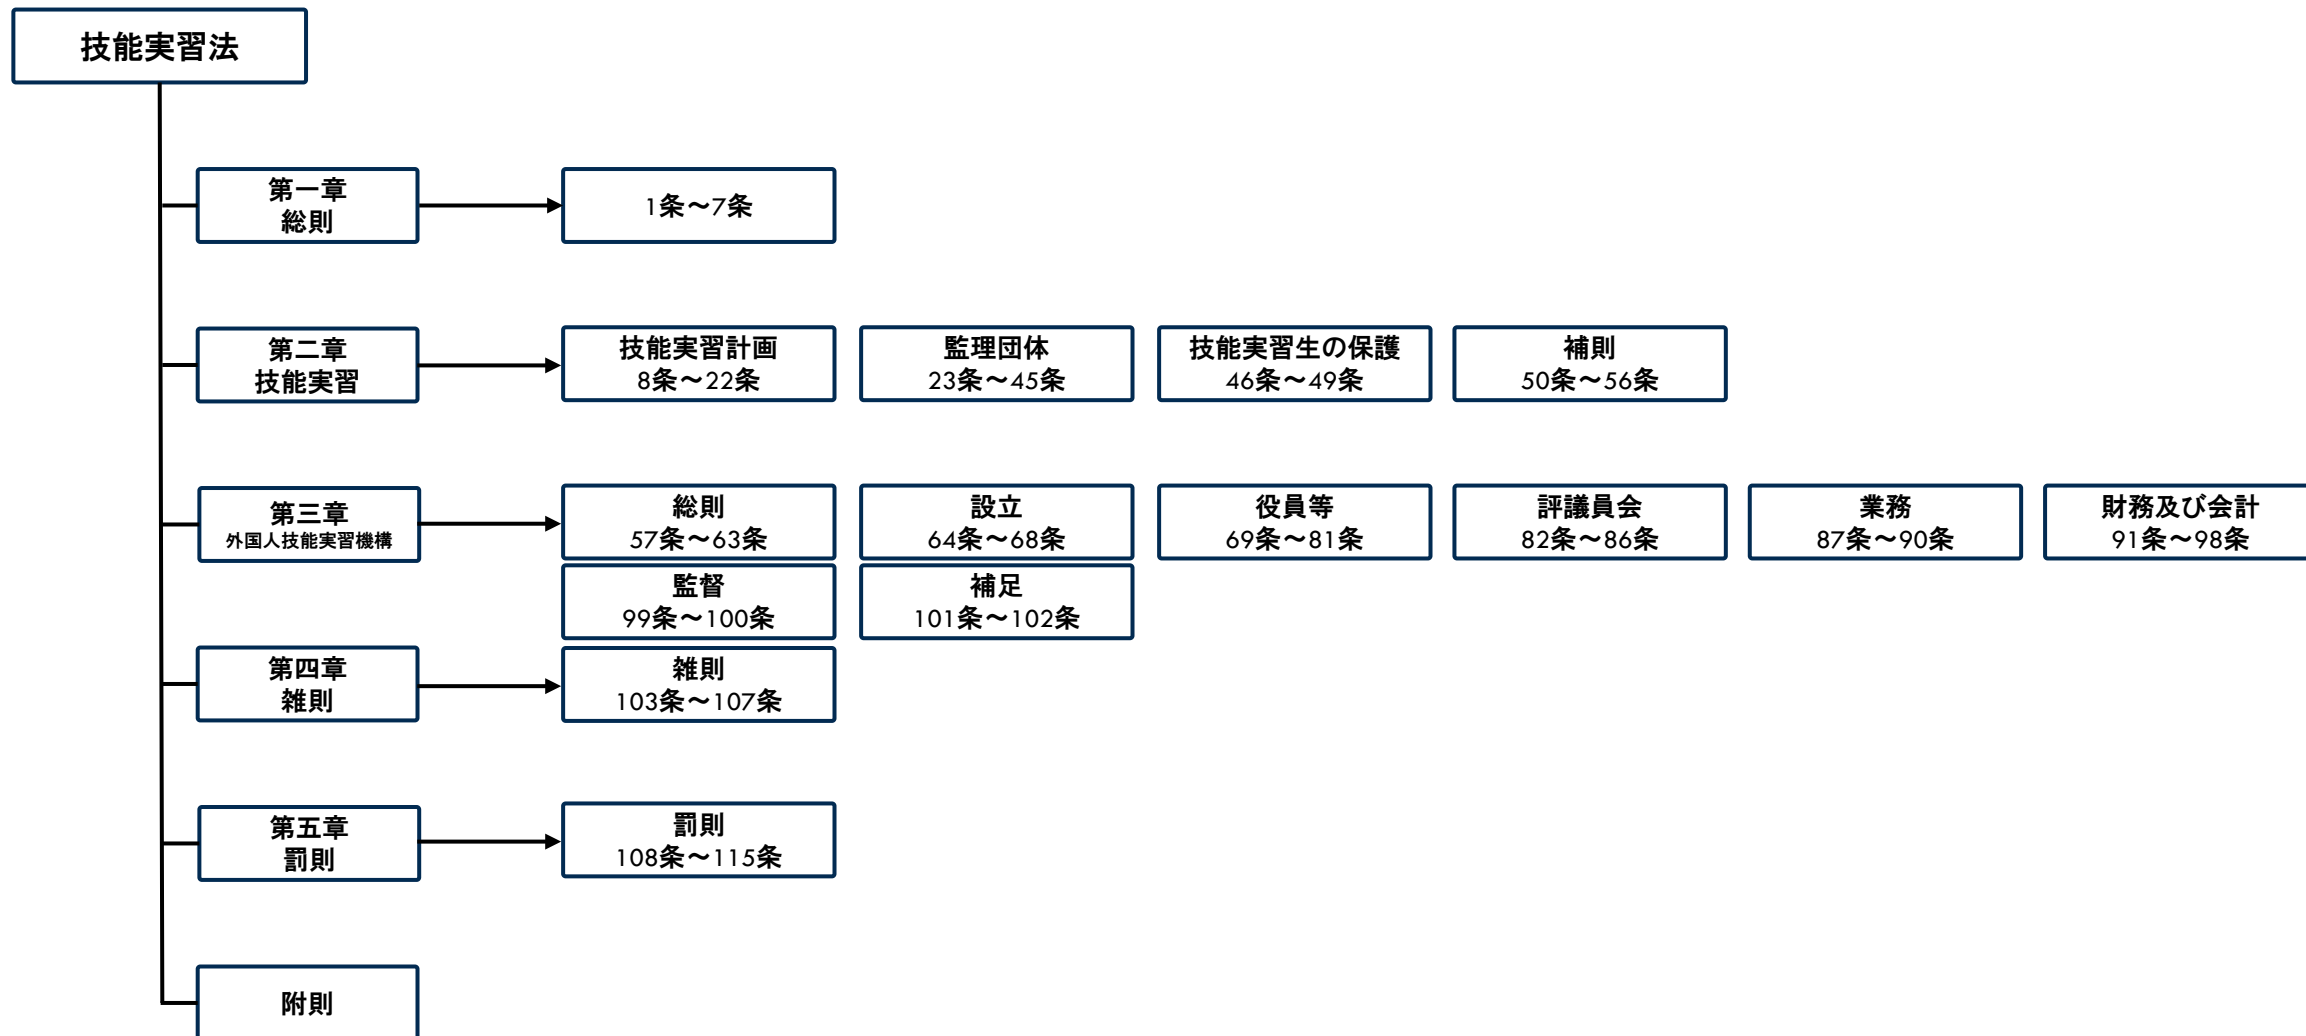 技能実習法
第一章
総則
1条～7条
第二章
技能実習
技能実習計画
8条～22条
監理団体
23条～45条
技能実習生の保護
46条～49条
補則
50条～56条
第三章
外国人技能実習機構
総則
57条～63条
設立
64条～68条
役員等
69条～81条
評議員会
82条～86条
業務
87条～90条
財務及び会計
91条～98条
監督
99条～100条
補足
101条～102条
第四章
雑則
雑則
103条～107条
第五章
罰則
罰則
108条～115条
附則